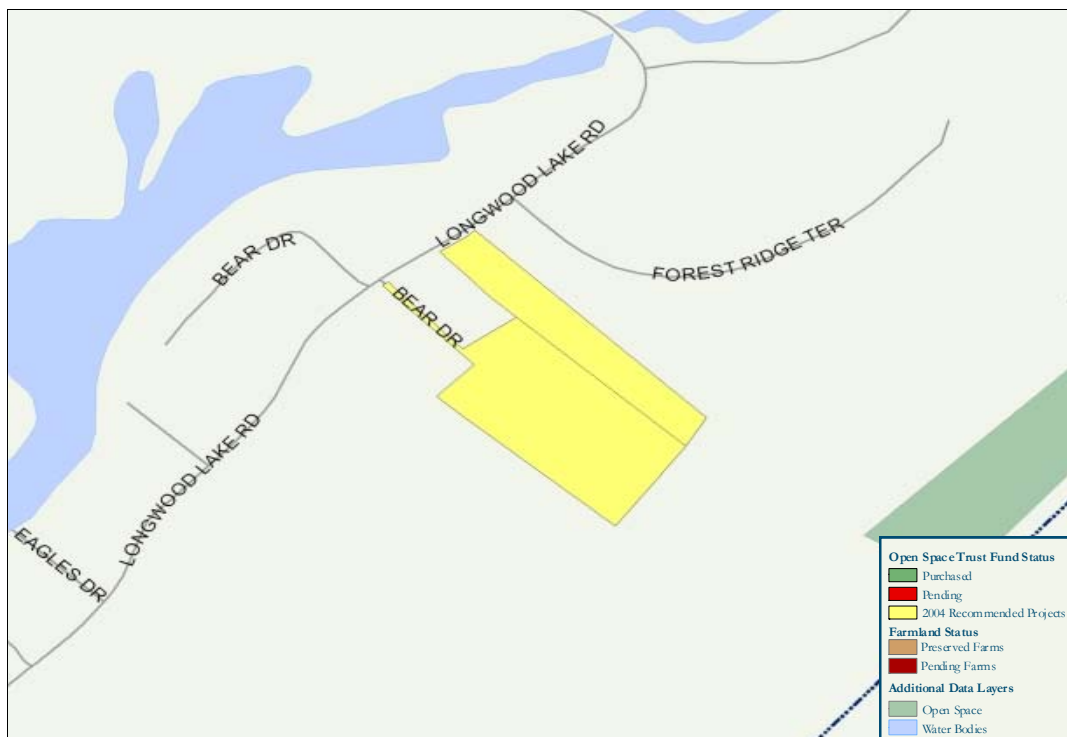 LONGWOOD LAKE RD
BEAR DR
FOREST RIDGE TER
BEAR DR
LONGWOOD LAKE RD
EAGLES DR
Open Space Trust Fund Status
Purchased
Pending
2004 Recommended Projects
Farmland Status
Preserved Farms
Pending Farms
Additional Data Layers
Open Space
Water Bodies